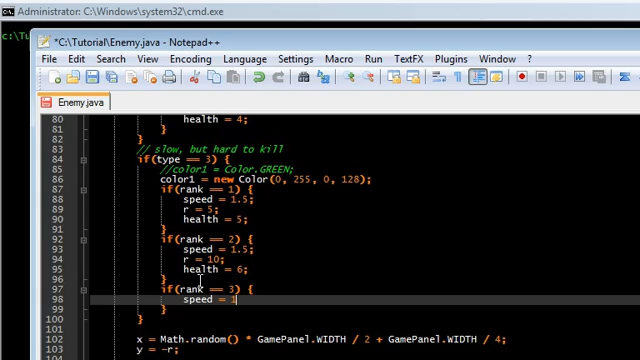 Administrator: C:\Windows\system32\cmd.exe
C:\Tu
*C:\Tutorial\Enemy.java - Notepad++
File Edit Search View Encoding Language Settings Macro Run TextFX Plugins Window ?
Enemy.java
80 health = 4;
81 }
82 }
83 // slow, but hard to kill
84 if(type == 3) {
85 //color1 = Color.GREEN;
86 color1 = new Color(0, 255, 0, 128);
87 if(rank == 1) {
88 speed = 1.5;
89 r = 5;
90 health = 5;
91 }
92 if(rank == 2) {
93 speed = 1.5;
94 r = 10;
95 health = 6;
96 }
97 if(rank == 3) {
98 speed = 1
99 }
100 }
101
102 x = Math.random() * GamePanel.WIDTH / 2 + GamePanel.WIDTH / 4;
103 y = -r;